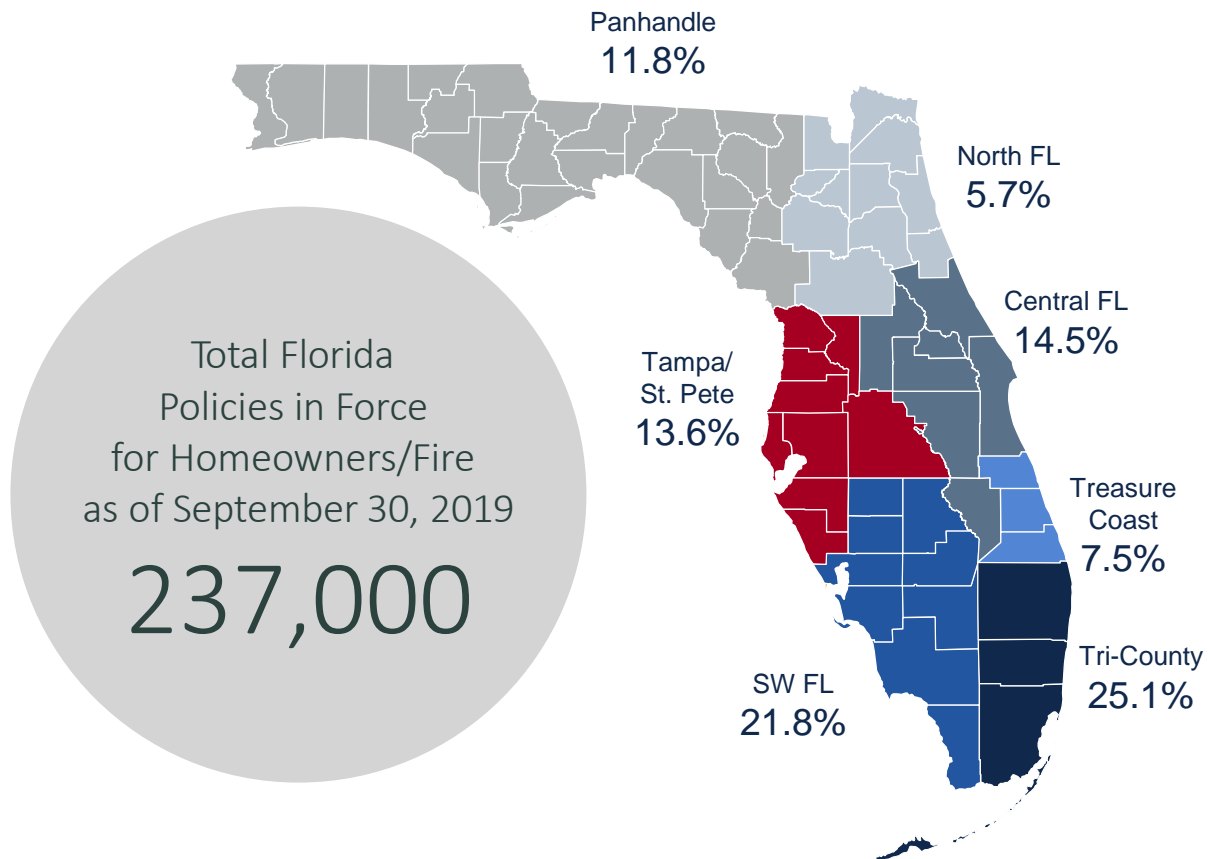 Panhandle
11.8%
North FL
5.7%
Central FL
14.5%
Tampa/
St. Pete
13.6%
Total Florida
Policies in Force
for Homeowners/Fire
as of September 30, 2019
237,000
Treasure
Coast
7.5%
Tri-County
25.1%
SW FL
21.8%